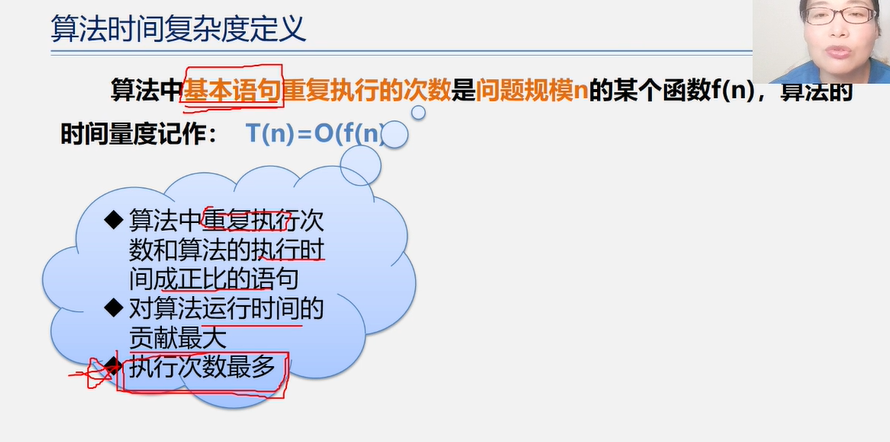 算法时间复杂度定义
算法中基本语句重复执行的次数是问题规模n的某个函数f(n)，算法的
时间量度记作： T(n)=O(f(n)
◆ 算法中重复执行次
数和算法的执行时
间成正比的语句
◆ 对算法运行时间的
贡献最大
◆ 执行次数最多